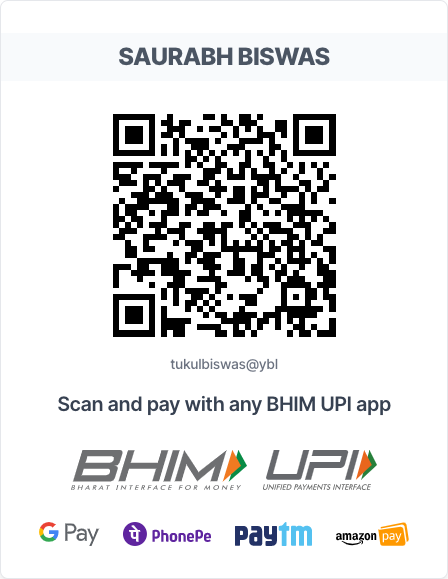 SAURABH BISWAS
tukulbiswas@ybl
Scan and pay with any BHIM UPI app
BHIM UPI
BHARAT INTERFACE FOR MONEY UNIFIED PAYMENTS INTERFACE
G Pay पे PhonePe paytm amazon pay